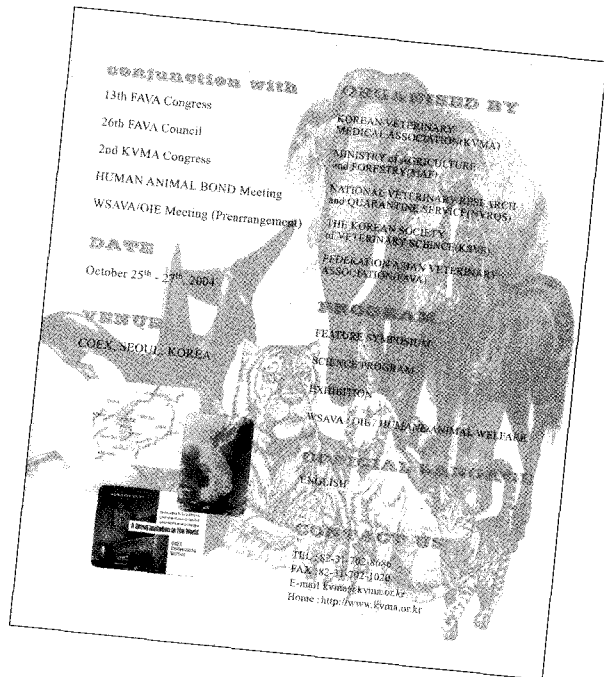 conjunction with
13th FAVA Congress
26th FAVA Council
2nd KVMA Congress
HUMAN ANIMAL BOND Meeting
WSAVA/OIE Meeting (Prearrangement)
DATE
October 25th - 27th, 2004
VENUE
COEX, SEOUL, KOREA
ORGANISED BY
KOREAN VETERINARY
MEDICAL ASSOCIATION(KVMA)
MINISTRY of AGRICULTURE
and FORESTRY(MAF)
NATIONAL VETERINARY RESEARCH
and QUARANTINE SERVICE(NVRQS)
THE KOREAN SOCIETY
of VETERINARY SCIENCE(KSVS)
FEDERATION ASIAN VETERINARY
ASSOCIATION(FAVA)
PROGRAM
FEATURE SYMPOSIUM
SCIENCE PROGRAM
EXHIBITION
WSAVA / OIE / HUMANE ANIMAL WELFARE
OFFICIAL
ENGLISH
CONTACT US
TEL : 82-31-702-8686
FAX : 82-31-702-1020
E-mail kvma@kvma.or.kr
Home : http://www.kvma.or.kr